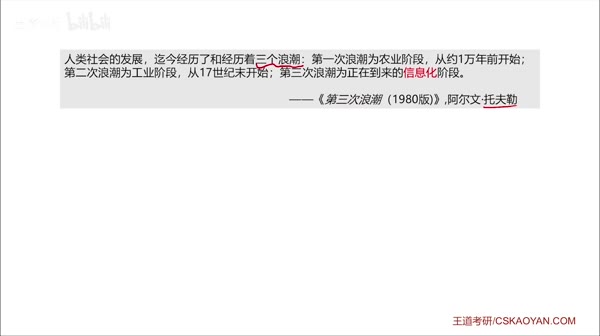 bilibili
人类社会的发展，迄今经历了和经历着三个浪潮：第一次浪潮为农业阶段，从约1万年前开始；
第二次浪潮为工业阶段，从17世纪末开始；第三次浪潮为正在到来的信息化阶段。
——《第三次浪潮（1980版)》,阿尔文·托夫勒
王道考研/CSKAOYAN.COM